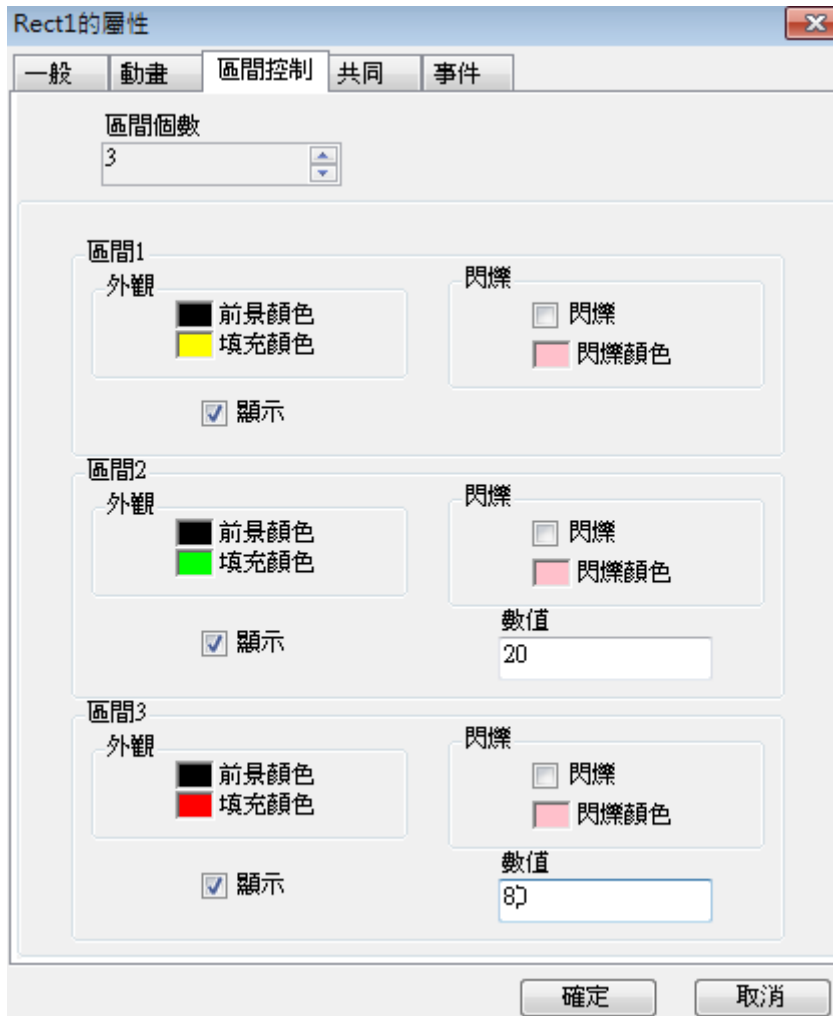 Rect1的屬性
一般 動畫 區間控制 共同 事件
區間個數
3
區間1
外觀
前景顏色
填充顏色
閃爍
閃爍
閃爍顏色
顯示
區間2
外觀
前景顏色
填充顏色
閃爍
閃爍
閃爍顏色
顯示
數值
20
區間3
外觀
前景顏色
填充顏色
閃爍
閃爍
閃爍顏色
顯示
數值
80
確定 取消